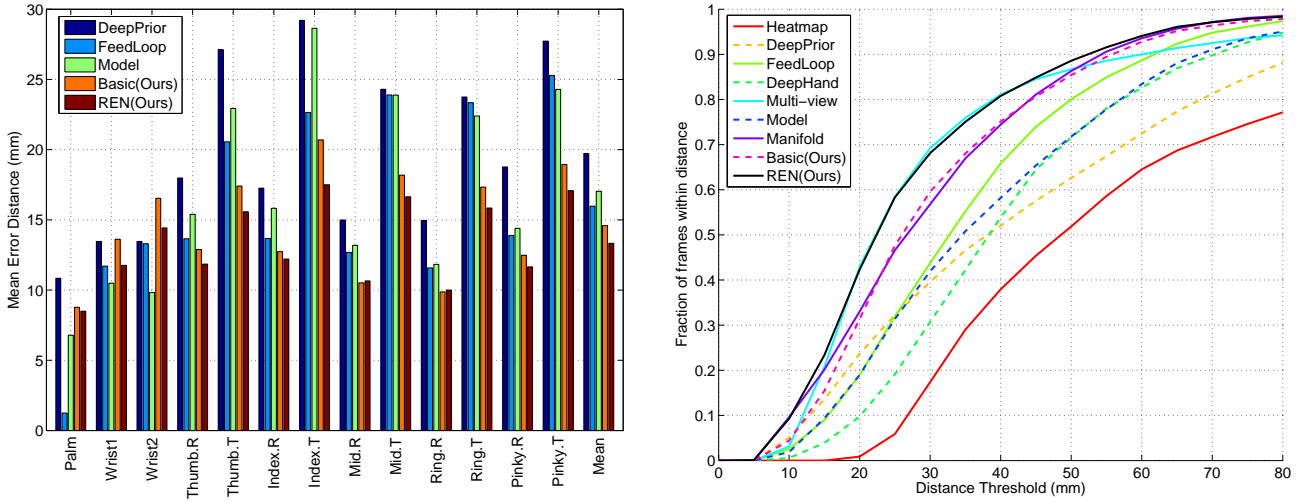 30
25
20
15
10
5
0
Mean Error Distance (mm)
DeepPrior
FeedLoop
Model
Basic(Ours)
REN(Ours)
Palm
Wrist1
Wrist2
Thumb.R
Thumb.T
Index.R
Index.T
Mid.R
Mid.T
Ring.R
Ring.T
Pinky.R
Pinky.T
Mean
1
0.9
0.8
0.7
0.6
0.5
0.4
0.3
0.2
0.1
0
Fraction of frames within distance
Heatmap
DeepPrior
FeedLoop
DeepHand
Multi−view
Model
Manifold
Basic(Ours)
REN(Ours)
0 10 20 30 40 50 60 70 80
Distance Threshold (mm)